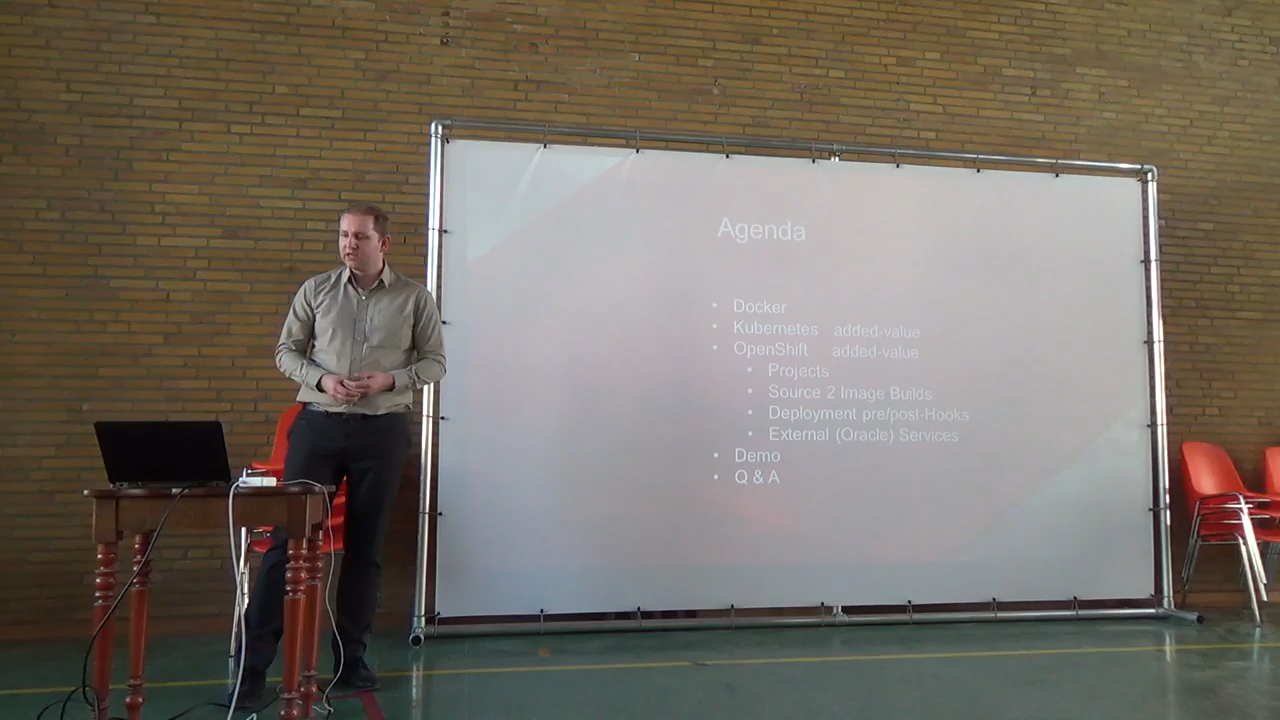 Agenda
• Docker
• Kubernetes added-value
• OpenShift added-value
• Projects
• Source 2 Image Builds
• Deployment pre/post-Hooks
• External (Oracle) Services
• Demo
• Q & A